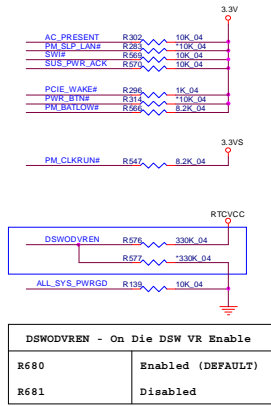 3.3V
AC_PRESENT R302 10K_04
PM_SLP_LAN# R283 *10K_04
SWI# R569 10K_04
SUS_PWR_ACK R570 10K_04
PCIE_WAKE# R296 1K_04
PWR_BTN# R314 *10K_04
PM_BATLOW# R566 8.2K_04
3.3VS
PM_CLKRUN# R547 8.2K_04
RTCVCC
DSWODVREN R576 330K_04
R577 *330K_04
ALL_SYS_PWRGD R139 10K_04
DSWODVREN - On Die DSW VR Enable
R680 Enabled (DEFAULT)
R681 Disabled